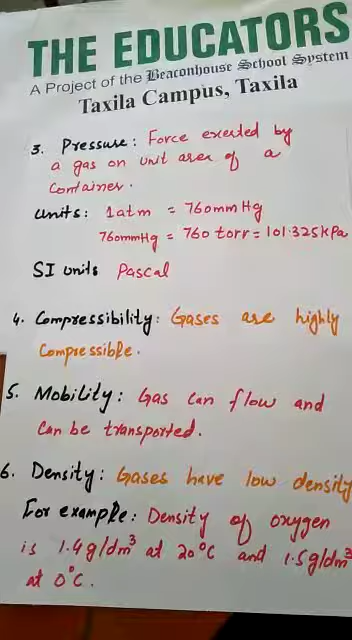 THE EDUCATORS
A Project of the Beaconhouse School System
Taxila Campus, Taxila
3. Pressure: Force exerted by
a gas on unit area of a
Container.
Units: 1atm = 760mmHg
760mmHg = 760 torr = 101.325kPa
SI units Pascal
4. Compressibility: Gases are highly
Compressible.
5. Mobility: Gas can flow and
Can be transported.
6. Density: Gases have low density
For example: Density of oxygen
is 1.4g/dm³ at 20°C and 1.5g/dm³
at 0°C.